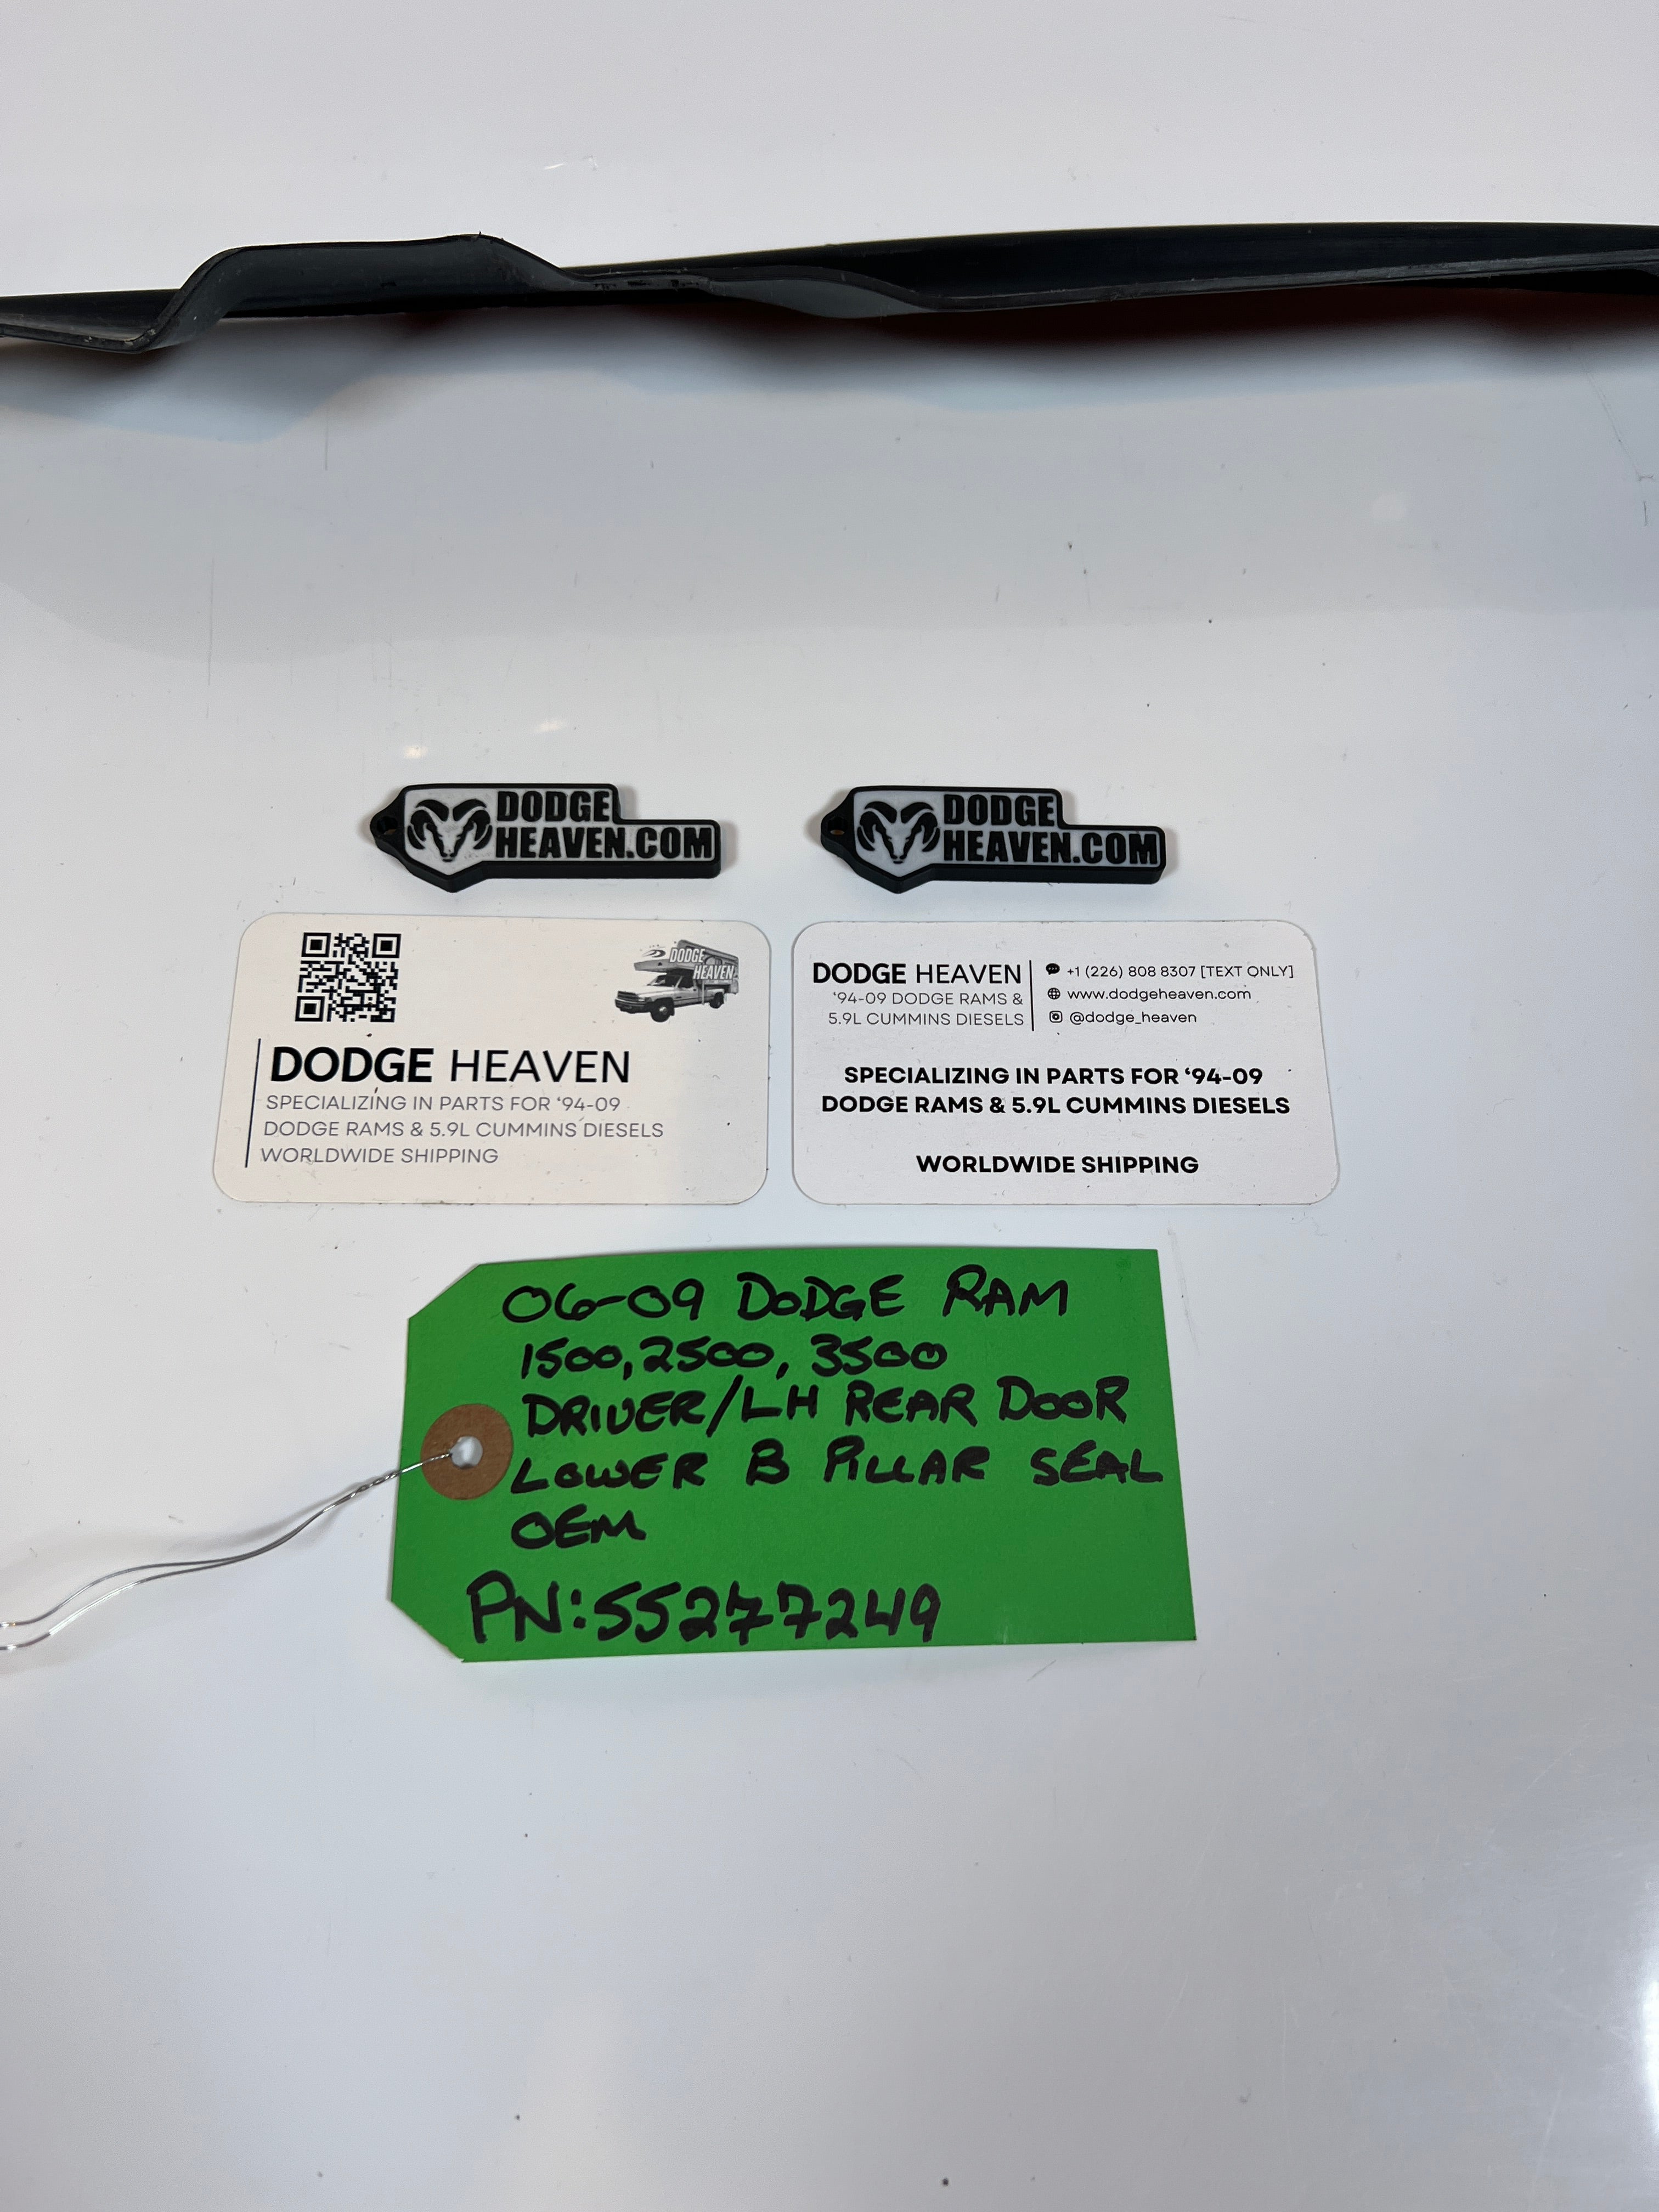 DODGE
HEAVEN.COM
DODGE
HEAVEN.COM
DODGE
HEAVEN
DODGE HEAVEN
SPECIALIZING IN PARTS FOR ‘94-09
DODGE RAMS & 5.9L CUMMINS DIESELS
WORLDWIDE SHIPPING
DODGE HEAVEN
‘94-09 DODGE RAMS &
5.9L CUMMINS DIESELS
+1 (226) 808 8307 [TEXT ONLY]
www.dodgeheaven.com
@dodge_heaven
SPECIALIZING IN PARTS FOR ‘94-09
DODGE RAMS & 5.9L CUMMINS DIESELS
WORLDWIDE SHIPPING
06-09 DODGE RAM
1500, 2500, 3500
DRIVER/LH REAR DOOR
LOWER B PILLAR SEAL
OEM
PN: 55277249